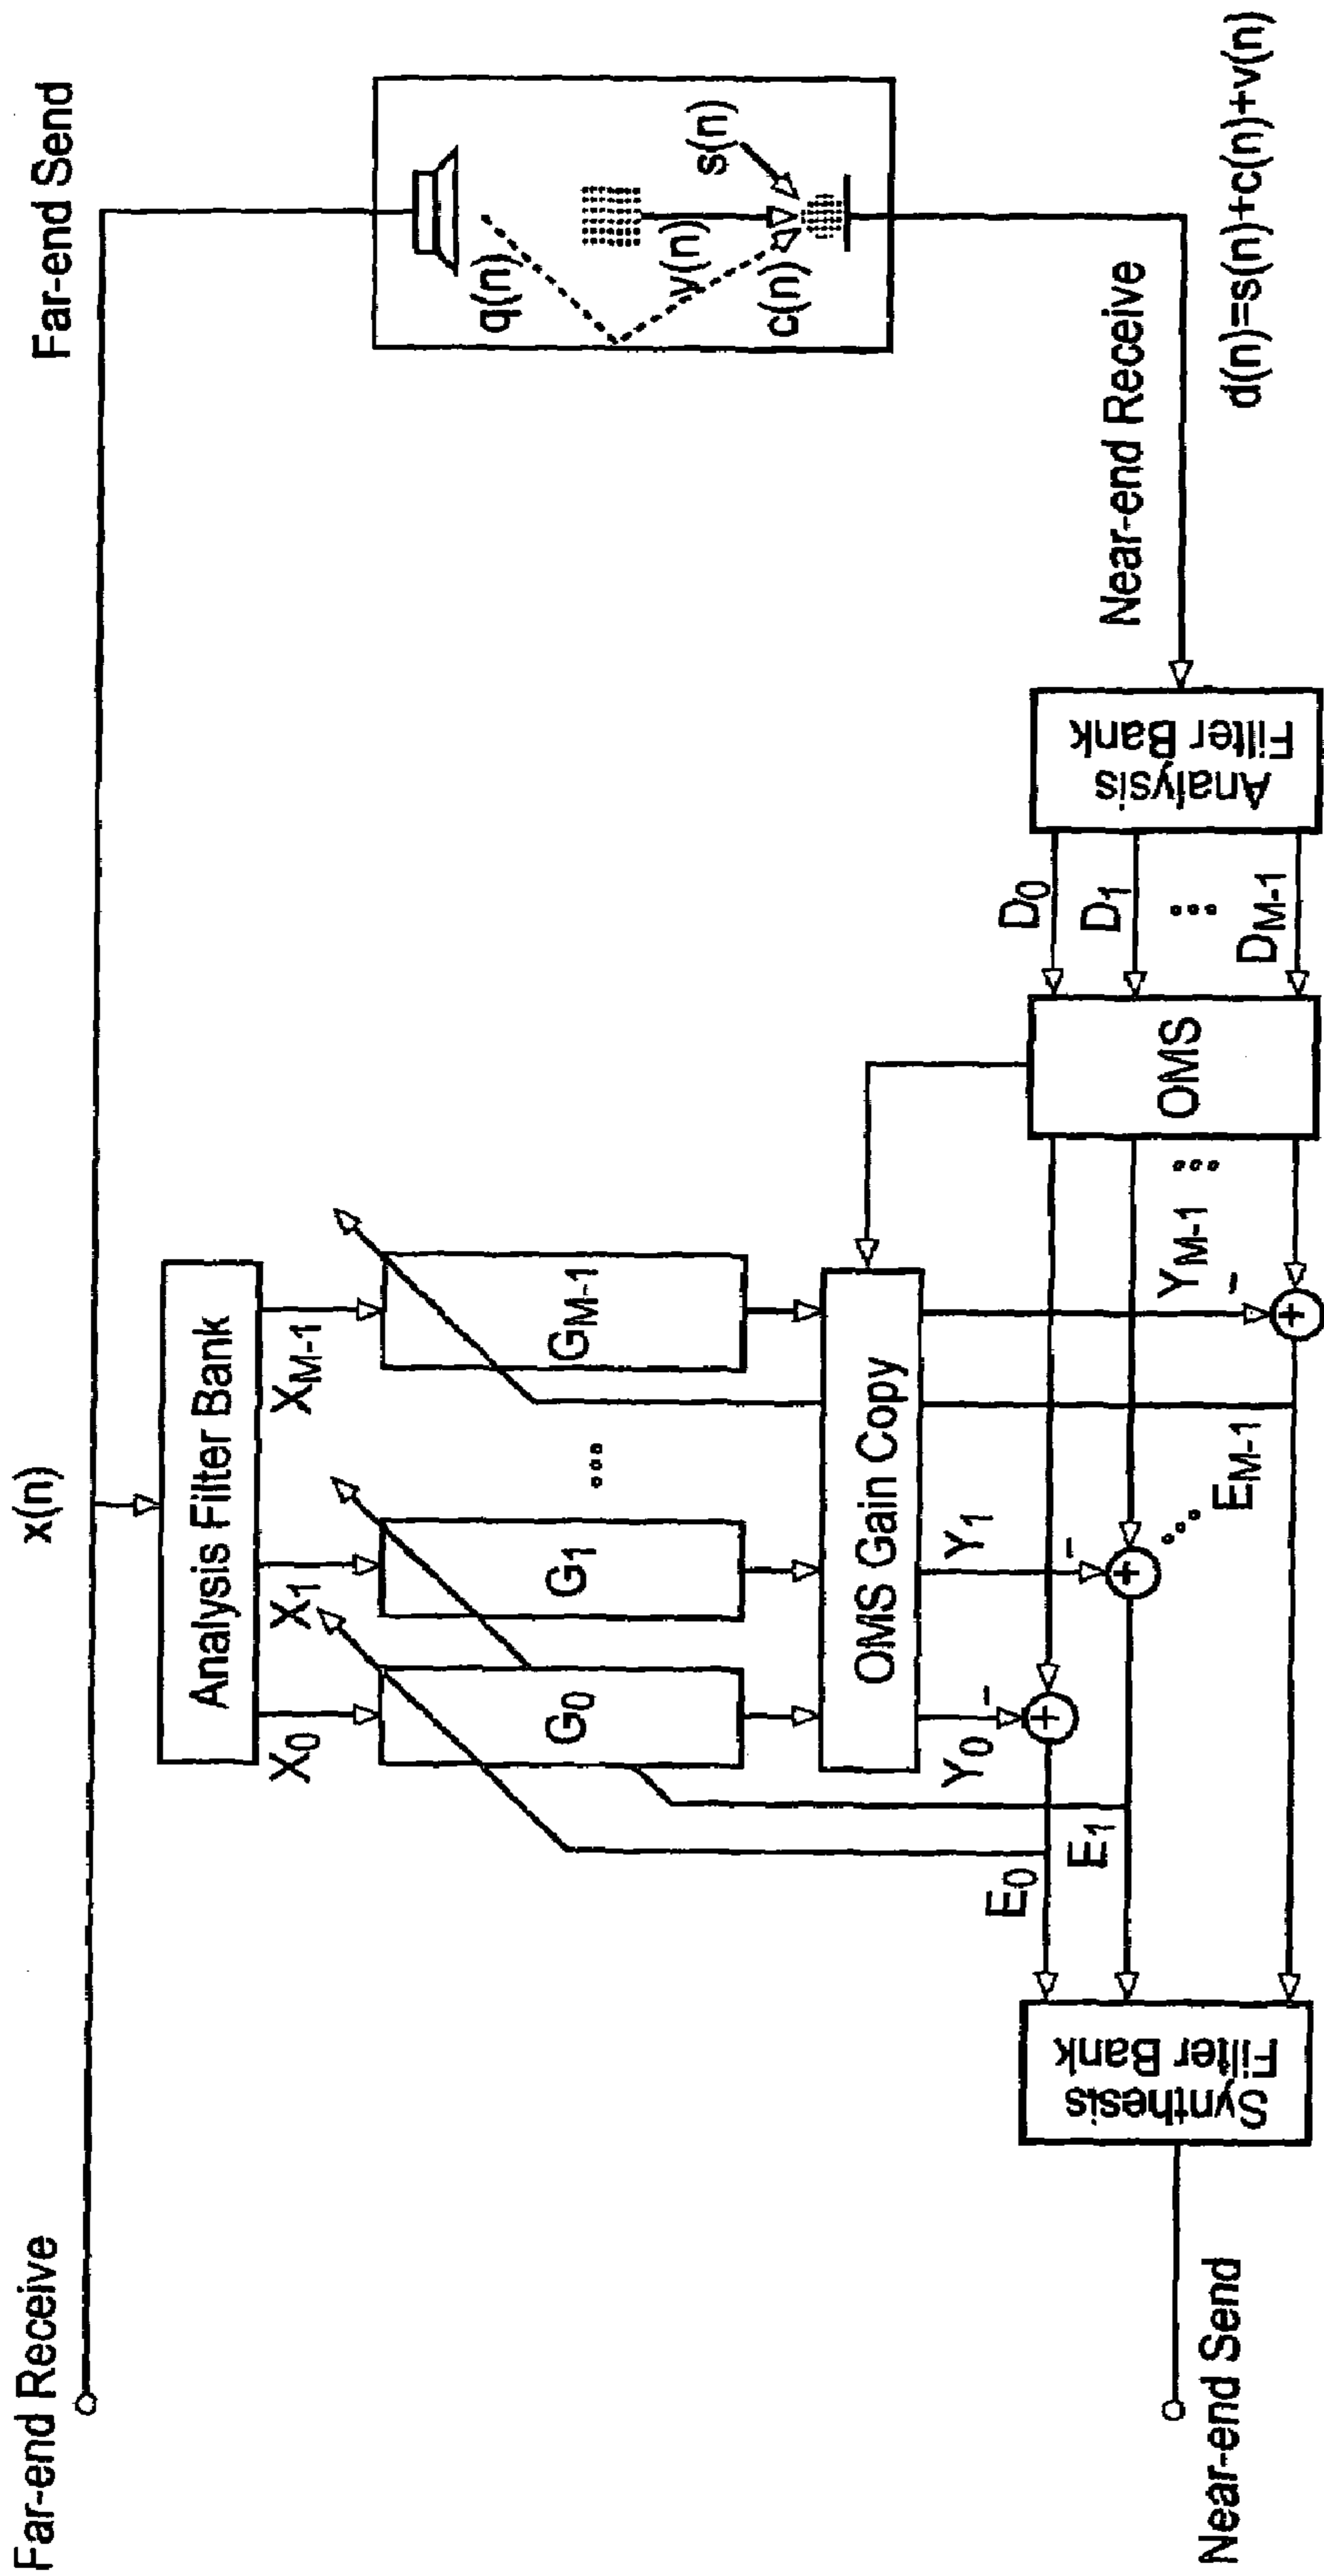 Far-end Receive
x(n)
Far-end Send
Analysis Filter Bank
X0
X1
XM-1
G0
G1
...
GM-1
q(n)
y(n)
c(n)
s(n)
OMS Gain Copy
Y0
-
+
Y1
-
+
YM-1
-
+
E0
E1
...
EM-1
OMS
...
D0
D1
...
DM-1
Analysis
Filter Bank
Synthesis
Filter Bank
Near-end Receive
d(n)=s(n)+c(n)+v(n)
Near-end Send